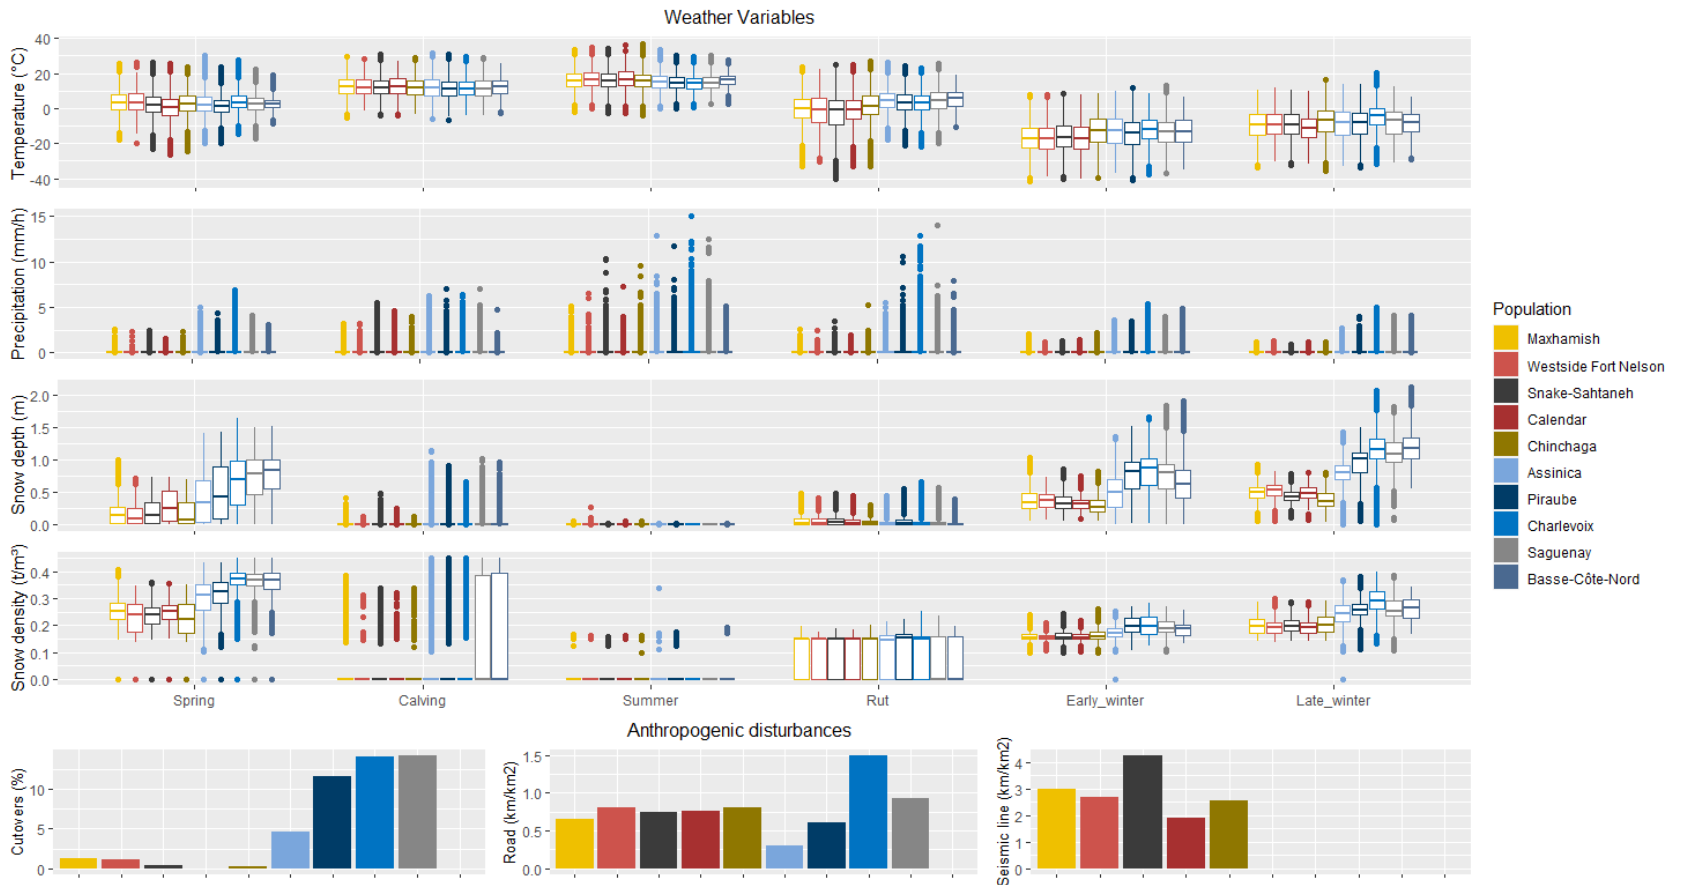 Weather Variables
Temperature (°C)
40
20
0
-20
-40
Precipitation (mm/h)
15
10
5
0
Snow depth (m)
2.0
1.5
1.0
0.5
0.0
Snow density (t/m³)
0.4
0.3
0.2
0.1
0.0
Spring Calving Summer Rut Early_winter Late_winter
Population
Maxhamish
Westside Fort Nelson
Snake-Sahtaneh
Calendar
Chinchaga
Assinica
Piraube
Charlevoix
Saguenay
Basse-Côte-Nord
Anthropogenic disturbances
Cutovers (%)
10
5
0
Road (km/km2)
1.5
1.0
0.5
0.0
Seismic line (km/km2)
4
3
2
1
0